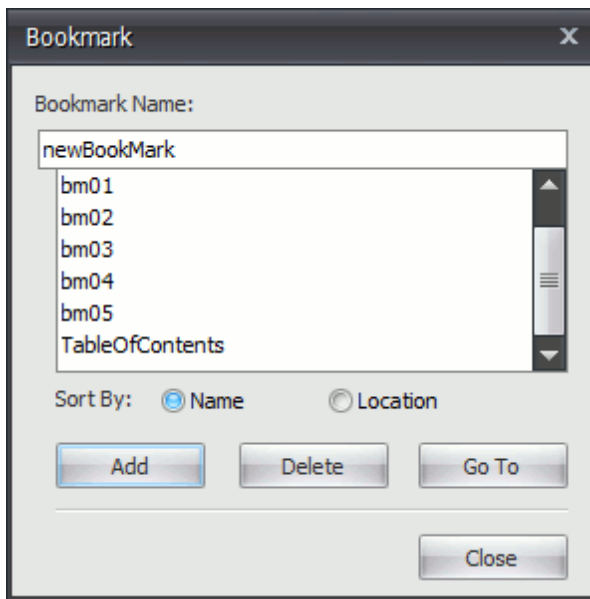 Bookmark
Bookmark Name:
newBookMark
bm01
bm02
bm03
bm04
bm05
TableOfContents
Sort By: Name Location
Add Delete Go To
Close